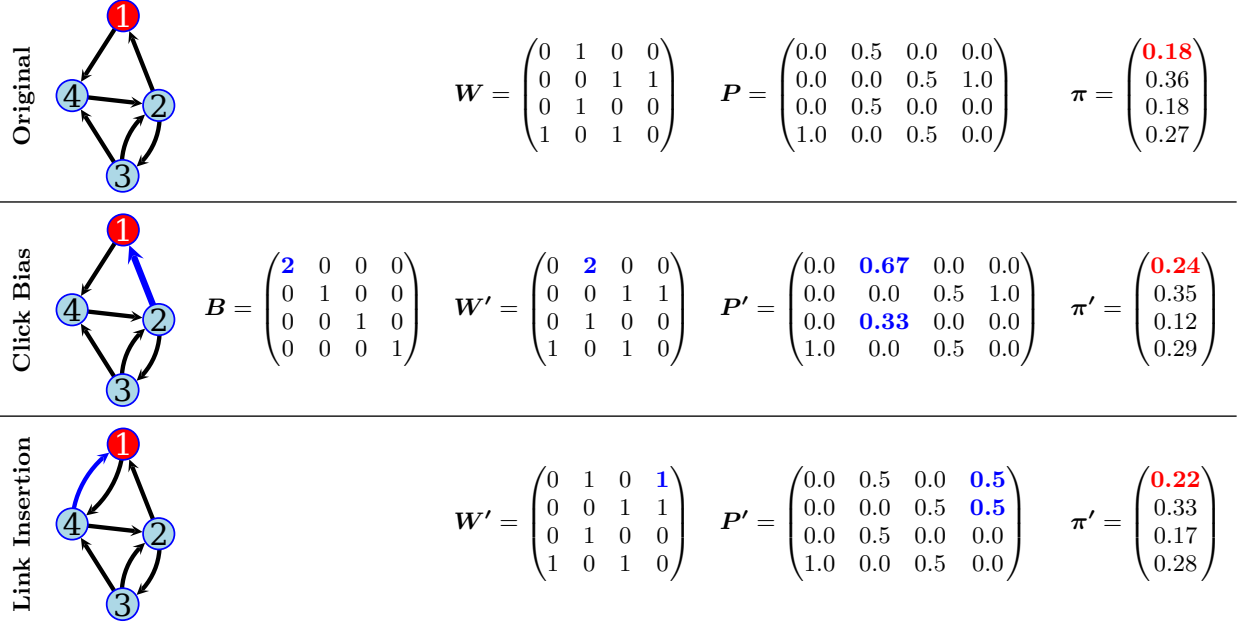 Original
1
4
2
3
W = (0 1 0 0
0 0 1 1
0 1 0 0
1 0 1 0)
P = (0.0 0.5 0.0 0.0
0.0 0.0 0.5 1.0
0.0 0.5 0.0 0.0
1.0 0.0 0.5 0.0)
π = (0.18
0.36
0.18
0.27)
Click Bias
1
4
2
3
B = (2 0 0 0
0 1 0 0
0 0 1 0
0 0 0 1)
W′ = (0 2 0 0
0 0 1 1
0 1 0 0
1 0 1 0)
P′ = (0.0 0.67 0.0 0.0
0.0 0.0 0.5 1.0
0.0 0.33 0.0 0.0
1.0 0.0 0.5 0.0)
π′ = (0.24
0.35
0.12
0.29)
Link Insertion
1
4
2
3
W′ = (0 1 0 1
0 0 1 1
0 1 0 0
1 0 1 0)
P′ = (0.0 0.5 0.0 0.5
0.0 0.0 0.5 0.5
0.0 0.5 0.0 0.0
1.0 0.0 0.5 0.0)
π′ = (0.22
0.33
0.17
0.28)